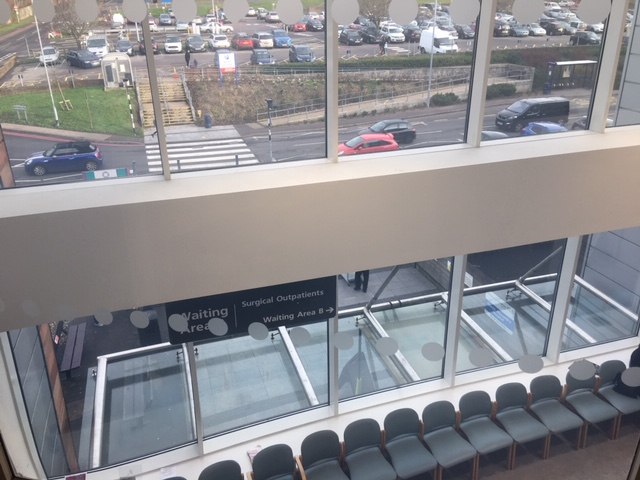 Waiting
Area
Surgical Outpatients
Waiting Area B →